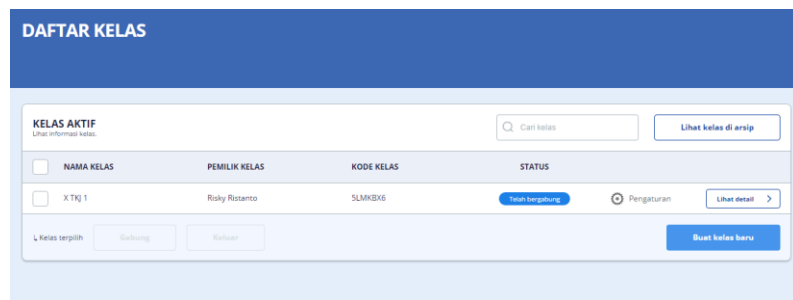 DAFTAR KELAS
KELAS AKTIF
Lihat informasi kelas.
Cari kelas
Lihat kelas di arsip
NAMA KELAS PEMILIK KELAS KODE KELAS STATUS
X TKJ 1 Risky Ristanto 5LMKBX6 Telah bergabung Pengaturan Lihat detail
Kelas terpilih Gabung Keluar Buat kelas baru